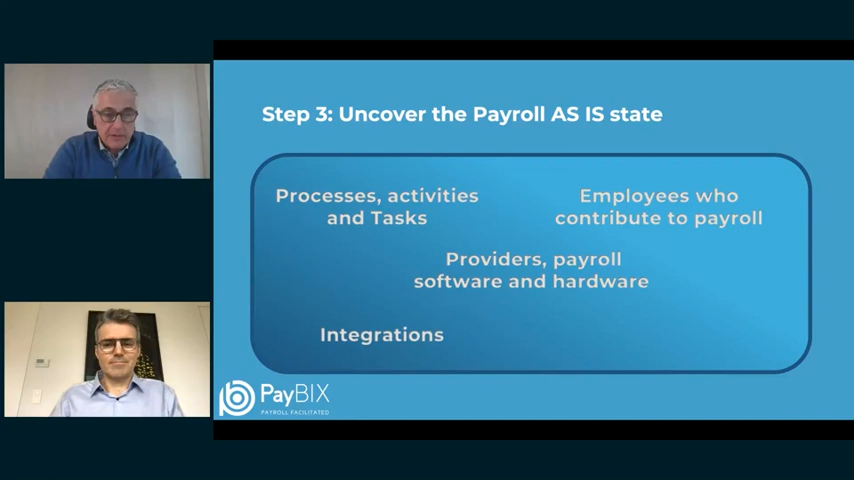 Step 3: Uncover the Payroll AS IS state
Processes, activities
and Tasks
Employees who
contribute to payroll
Providers, payroll
software and hardware
Integrations
PayBIX
PAYROLL FACILITATED